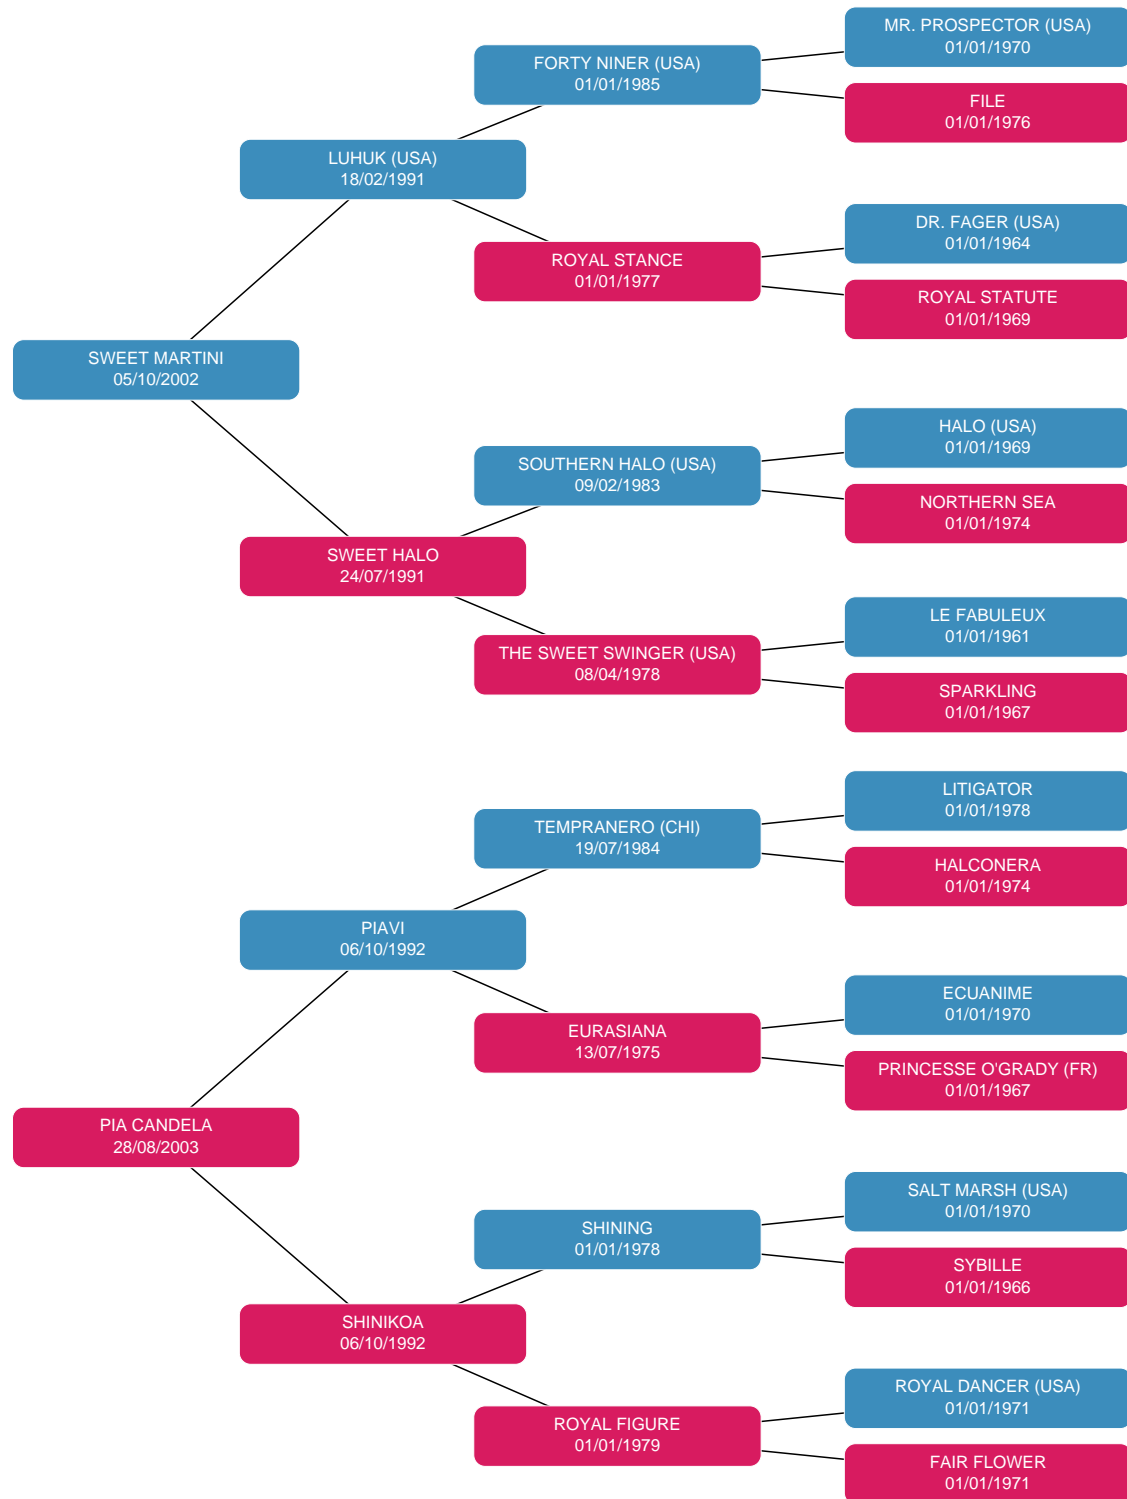 MR. PROSPECTOR (USA)
01/01/1970
FORTY NINER (USA)
01/01/1985
FILE
01/01/1976
LUHUK (USA)
18/02/1991
DR. FAGER (USA)
01/01/1964
ROYAL STANCE
01/01/1977
ROYAL STATUTE
01/01/1969
SWEET MARTINI
05/10/2002
HALO (USA)
01/01/1969
SOUTHERN HALO (USA)
09/02/1983
NORTHERN SEA
01/01/1974
SWEET HALO
24/07/1991
LE FABULEUX
01/01/1961
THE SWEET SWINGER (USA)
08/04/1978
SPARKLING
01/01/1967
LITIGATOR
01/01/1978
TEMPRANERO (CHI)
19/07/1984
HALCONERA
01/01/1974
PIAVI
06/10/1992
ECUANIME
01/01/1970
EURASIANA
13/07/1975
PRINCESSE O'GRADY (FR)
01/01/1967
PIA CANDELA
28/08/2003
SALT MARSH (USA)
01/01/1970
SHINING
01/01/1978
SYBILLE
01/01/1966
SHINIKOA
06/10/1992
ROYAL DANCER (USA)
01/01/1971
ROYAL FIGURE
01/01/1979
FAIR FLOWER
01/01/1971